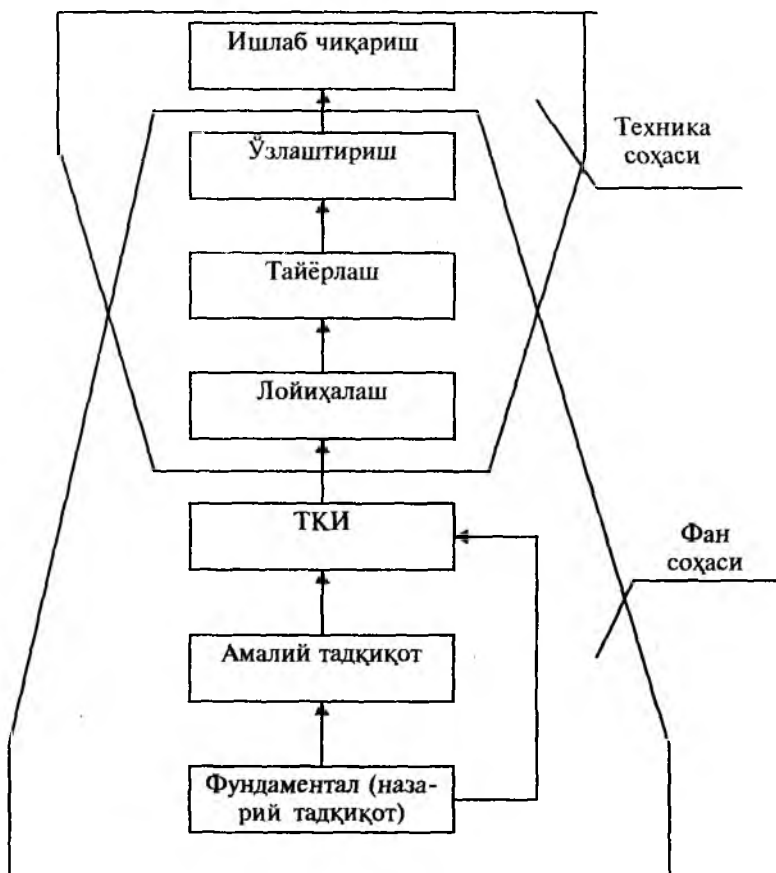 Ишлаб чиқариш
Ўзлаштириш
Техника
соҳаси
Тайёрлаш
Лойиҳалаш
ТКИ
Фан
соҳаси
Амалий тадқиқот
Фундаментал (наза-
рий тадқиқот)